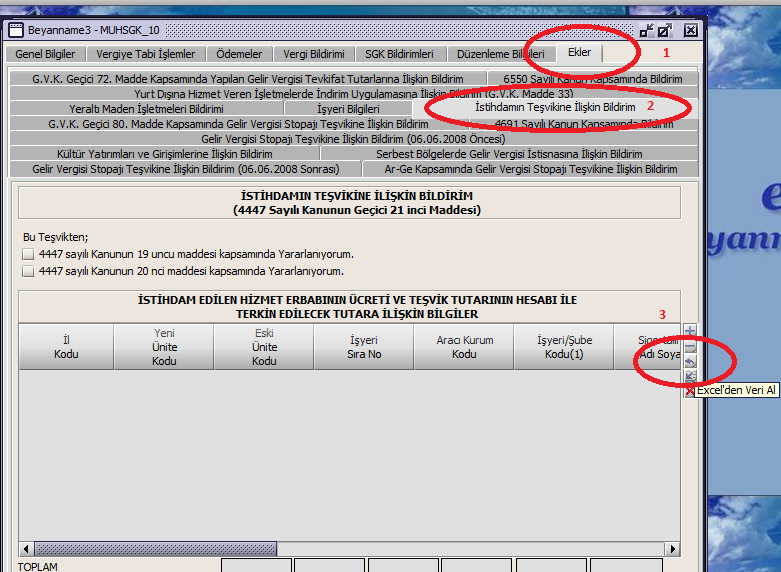 Beyanname3 - MUHSGK_10
Genel Bilgiler Vergiye Tabi İşlemler Ödemeler Vergi Bildirimi SGK Bildirimleri Düzenleme Bilgileri Ekler 1
G.V.K. Geçici 72. Madde Kapsamında Yapılan Gelir Vergisi Tevkifat Tutarlarına İlişkin Bildirim 6550 Sayılı Kanun Kapsamında Bildirim
Yurt Dışına Hizmet Veren İşletmelerde İndirim Uygulamasına İlişkin Bildirim (G.V.K. Madde 33)
Yeraltı Maden İşletmeleri Bildirimi İşyeri Bilgileri İstihdamın Teşvikine İlişkin Bildirim 2
G.V.K. Geçici 80. Madde Kapsamında Gelir Vergisi Stopajı Teşvikine İlişkin Bildirim 4691 Sayılı Kanun Kapsamında Bildirim
Gelir Vergisi Stopajı Teşvikine İlişkin Bildirim (06.06.2008 Öncesi)
Kültür Yatırımları ve Girişimlerine İlişkin Bildirim Serbest Bölgelerde Gelir Vergisi İstisnasına İlişkin Bildirim
Gelir Vergisi Stopajı Teşvikine İlişkin Bildirim (06.06.2008 Sonrası) Ar-Ge Kapsamında Gelir Vergisi Stopajı Teşvikine İlişkin Bildirim
İSTİHDAMIN TEŞVİKİNE İLİŞKİN BİLDİRİM
(4447 Sayılı Kanunun Geçici 21 inci Maddesi)
Bu Teşvikten;
4447 sayılı Kanunun 19 uncu maddesi kapsamında Yararlanıyorum.
4447 sayılı Kanunun 20 nci maddesi kapsamında Yararlanıyorum.
İSTİHDAM EDİLEN HİZMET ERBABININ ÜCRETİ VE TEŞVİK TUTARININ HESABI İLE
TERKİN EDİLECEK TUTARA İLİŞKİN BİLGİLER
3
İl Kodu
Yeni Ünite Kodu
Eski Ünite Kodu
İşyeri Sıra No
Aracı Kurum Kodu
İşyeri/Şube Kodu(1)
Sigortalı Adı Soya
Excel'den Veri Al
TOPLAM
e
yann